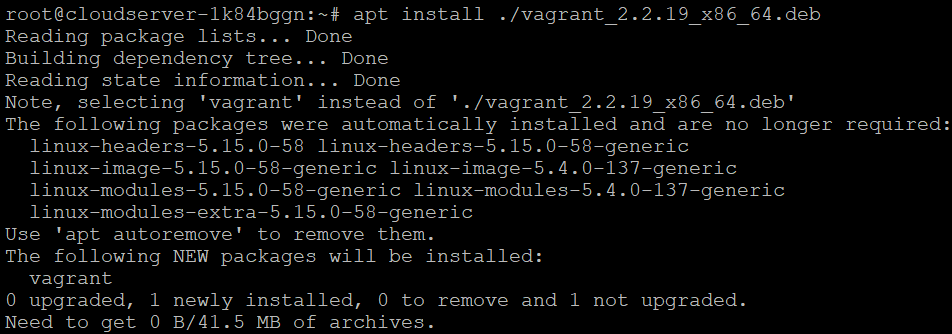 root@cloudserver-1k84bggn:~# apt install ./vagrant_2.2.19_x86_64.deb
Reading package lists... Done
Building dependency tree... Done
Reading state information... Done
Note, selecting 'vagrant' instead of './vagrant_2.2.19_x86_64.deb'
The following packages were automatically installed and are no longer required:
  linux-headers-5.15.0-58 linux-headers-5.15.0-58-generic
  linux-image-5.15.0-58-generic linux-image-5.4.0-137-generic
  linux-modules-5.15.0-58-generic linux-modules-5.4.0-137-generic
  linux-modules-extra-5.15.0-58-generic
Use 'apt autoremove' to remove them.
The following NEW packages will be installed:
  vagrant
0 upgraded, 1 newly installed, 0 to remove and 1 not upgraded.
Need to get 0 B/41.5 MB of archives.